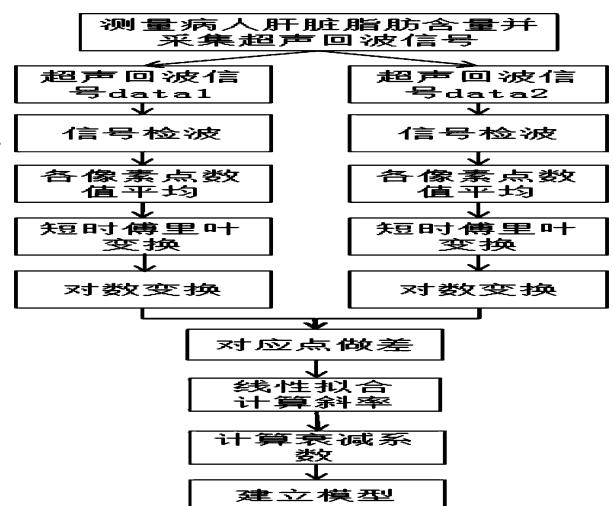 测量病人肝脏脂肪含量并
采集超声回波信号
超声回波信
号data1
超声回波信
号data2
信号检波
信号检波
各像素点数
值平均
各像素点数
值平均
短时傅里叶
变换
短时傅里叶
变换
对数变换
对数变换
对应点做差
线性拟合
计算斜率
计算衰减系
数
建立模型